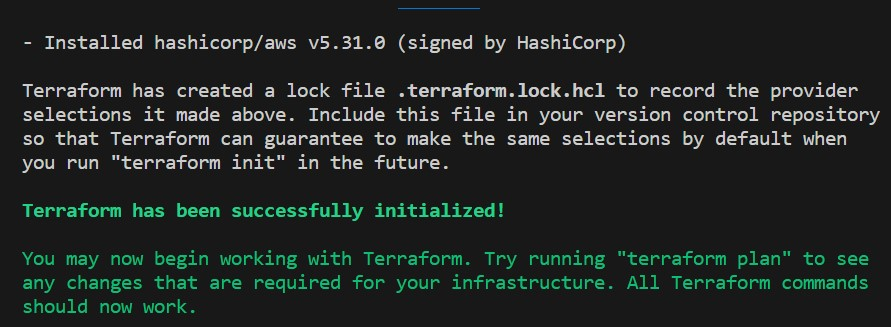 - Installed hashicorp/aws v5.31.0 (signed by HashiCorp)
Terraform has created a lock file .terraform.lock.hcl to record the provider
selections it made above. Include this file in your version control repository
so that Terraform can guarantee to make the same selections by default when
you run "terraform init" in the future.
Terraform has been successfully initialized!
You may now begin working with Terraform. Try running "terraform plan" to see
any changes that are required for your infrastructure. All Terraform commands
should now work.